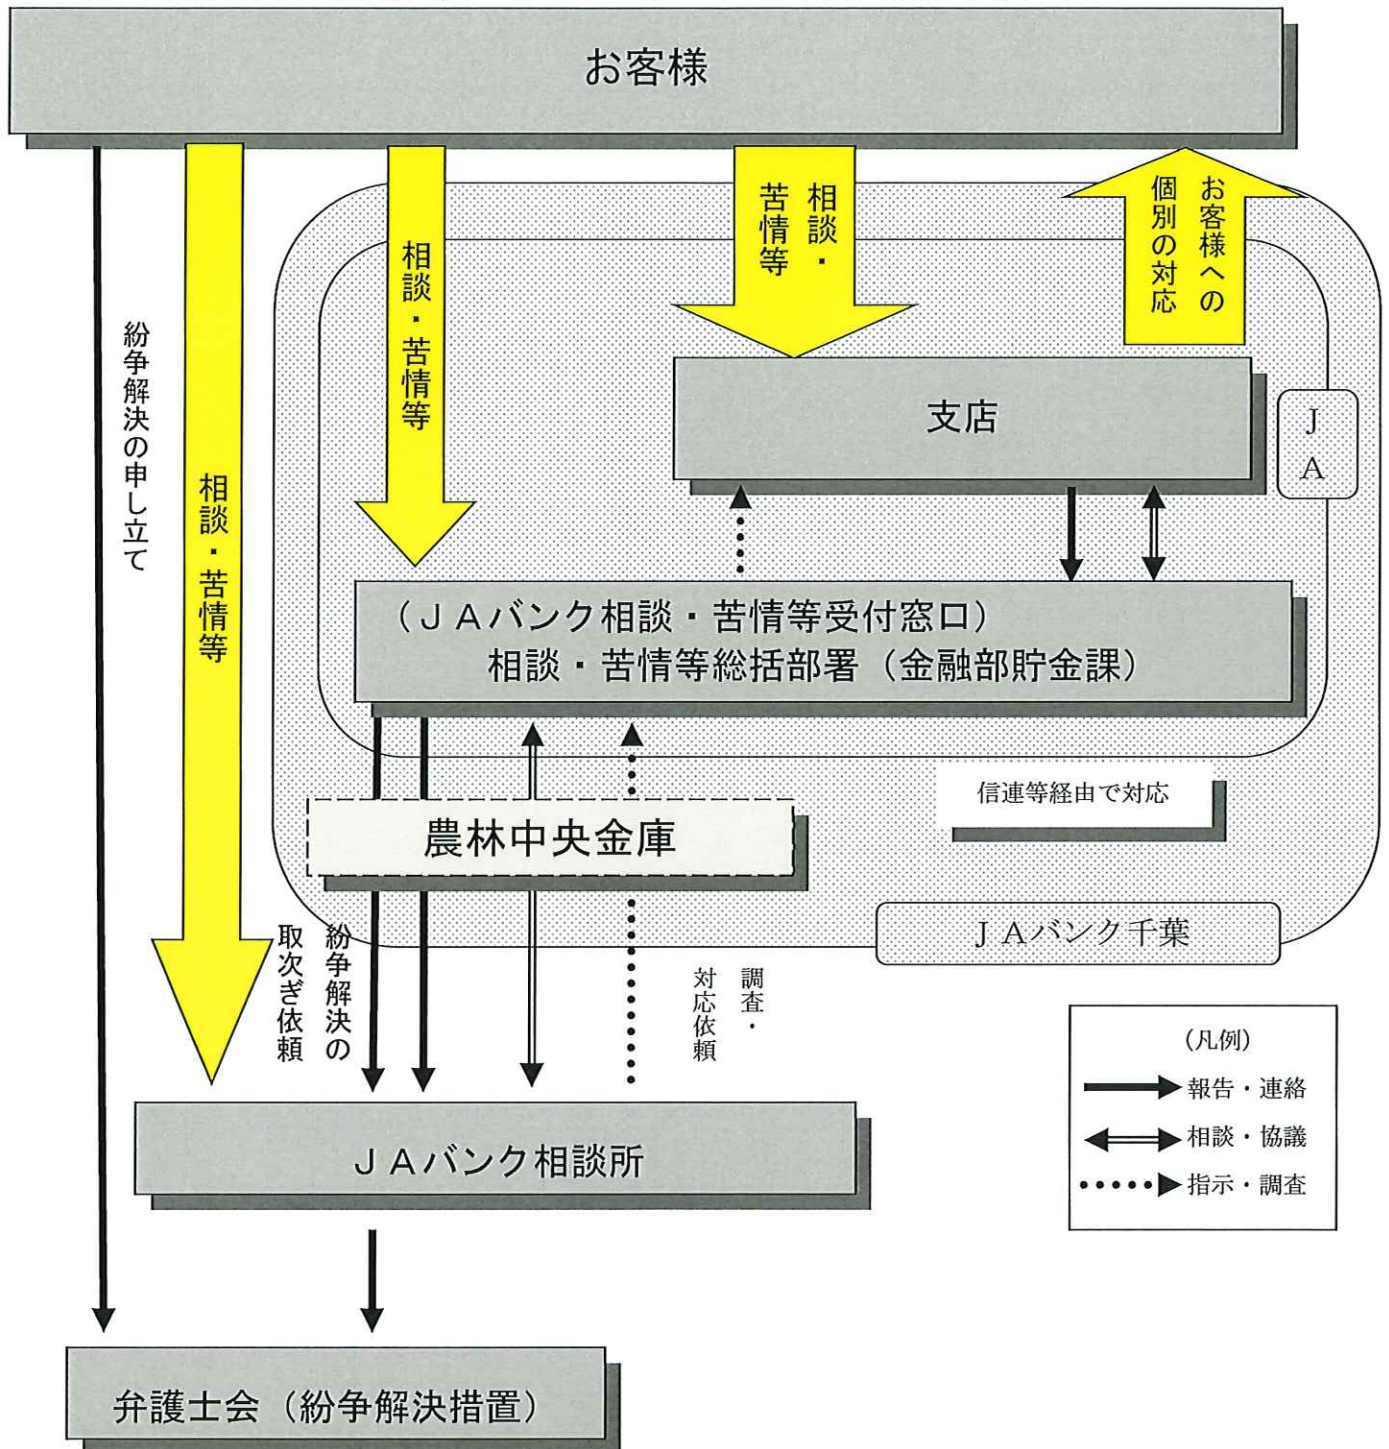 お客様
紛争解決の申し立て
相談・苦情等
相談・苦情等
相談・
苦情等
お客様への
個別の対応
支店
JA
（ＪＡバンク相談・苦情等受付窓口）
相談・苦情等総括部署（金融部貯金課）
信連等経由で対応
農林中央金庫
ＪＡバンク千葉
紛争解決の
取次ぎ依頼
調査・
対応依頼
（凡例）
報告・連絡
相談・協議
指示・調査
ＪＡバンク相談所
弁護士会（紛争解決措置）